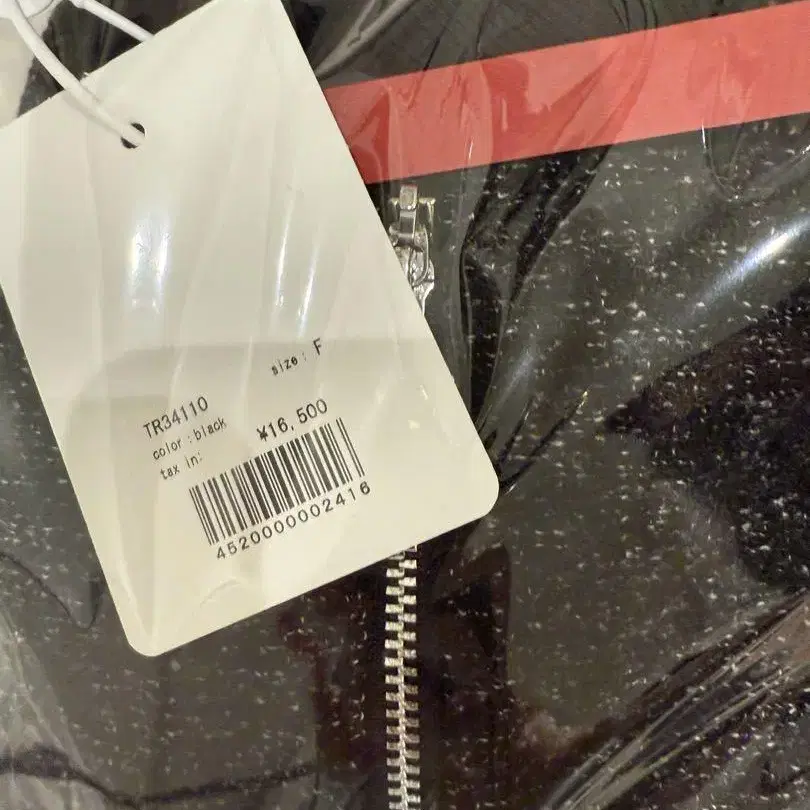 size: F
TR34110
color:black
tax in: ¥16,500
4520000002416